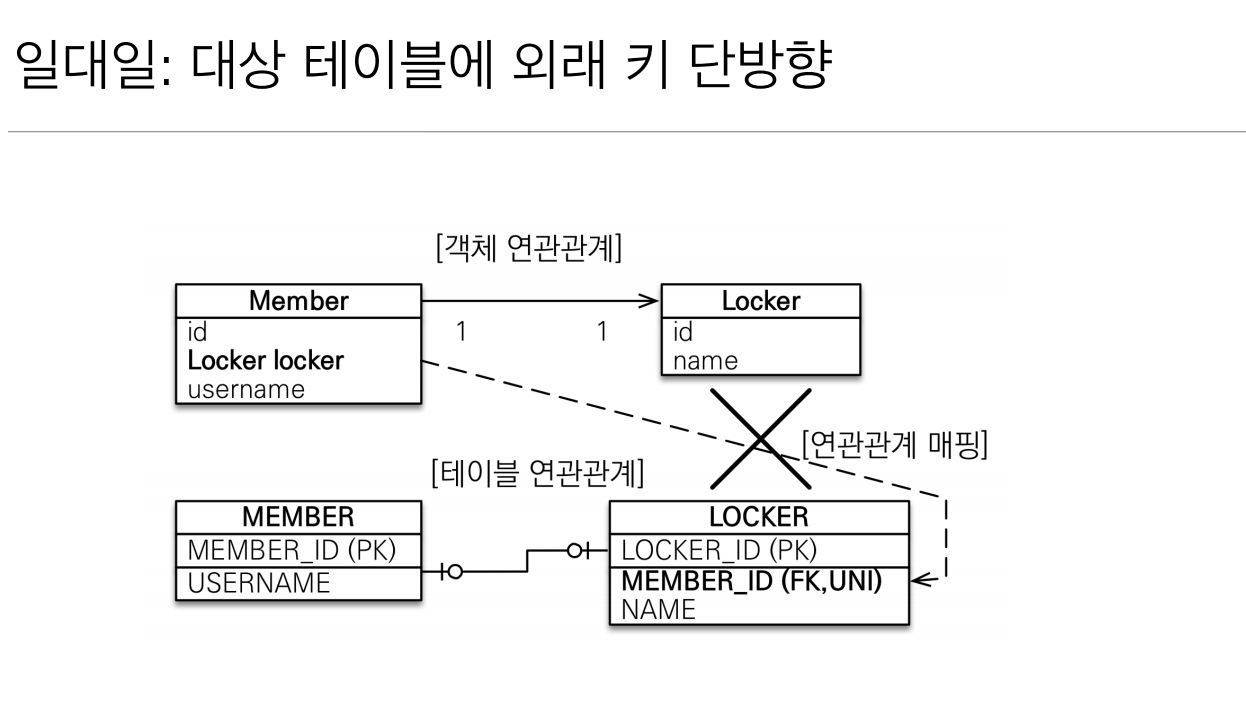 일대일: 대상 테이블에 외래 키 단방향
[객체 연관관계]
Member
id
Locker locker
username
1
1
Locker
id
name
[연관관계 매핑]
[테이블 연관관계]
MEMBER
MEMBER_ID (PK)
USERNAME
LOCKER
LOCKER_ID (PK)
MEMBER_ID (FK,UNI)
NAME